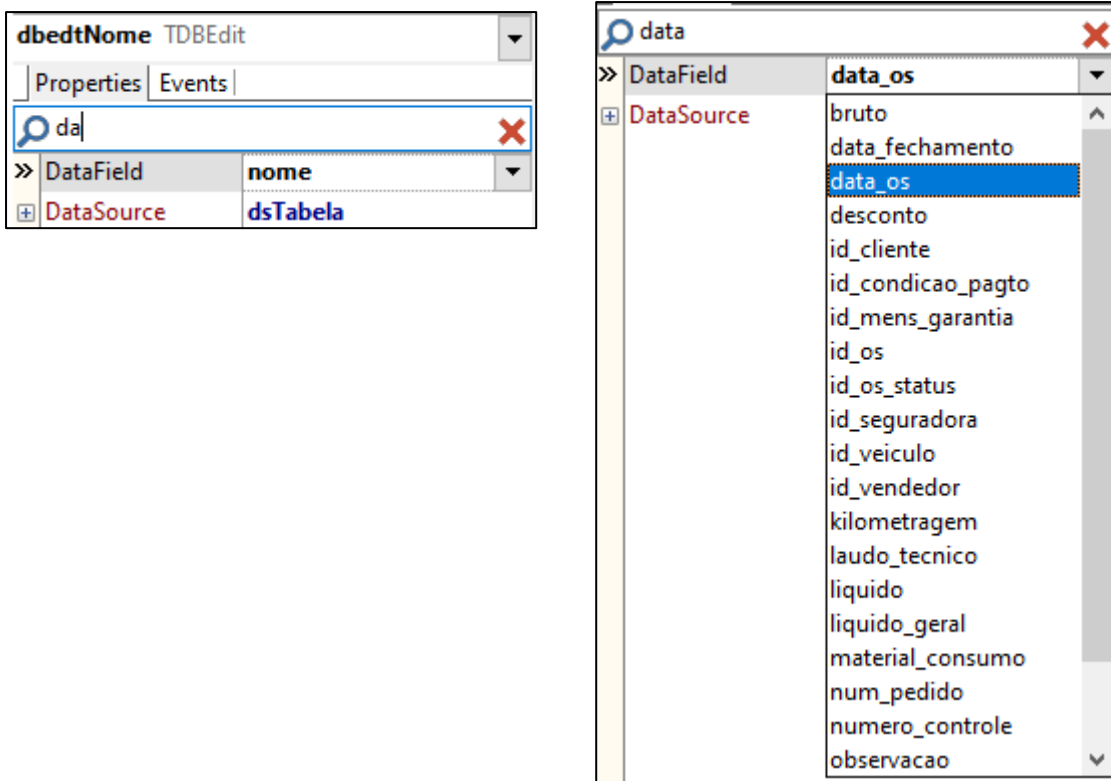 dbedtNome TDBEdit
Properties Events
da
DataField nome
DataSource dsTabela
data
DataField data_os
DataSource
bruto
data_fechamento
data_os
desconto
id_cliente
id_condicao_pagto
id_mens_garantia
id_os
id_os_status
id_seguradora
id_veiculo
id_vendedor
kilometragem
laudo_tecnico
liquido
liquido_geral
material_consumo
num_pedido
numero_controle
observacao